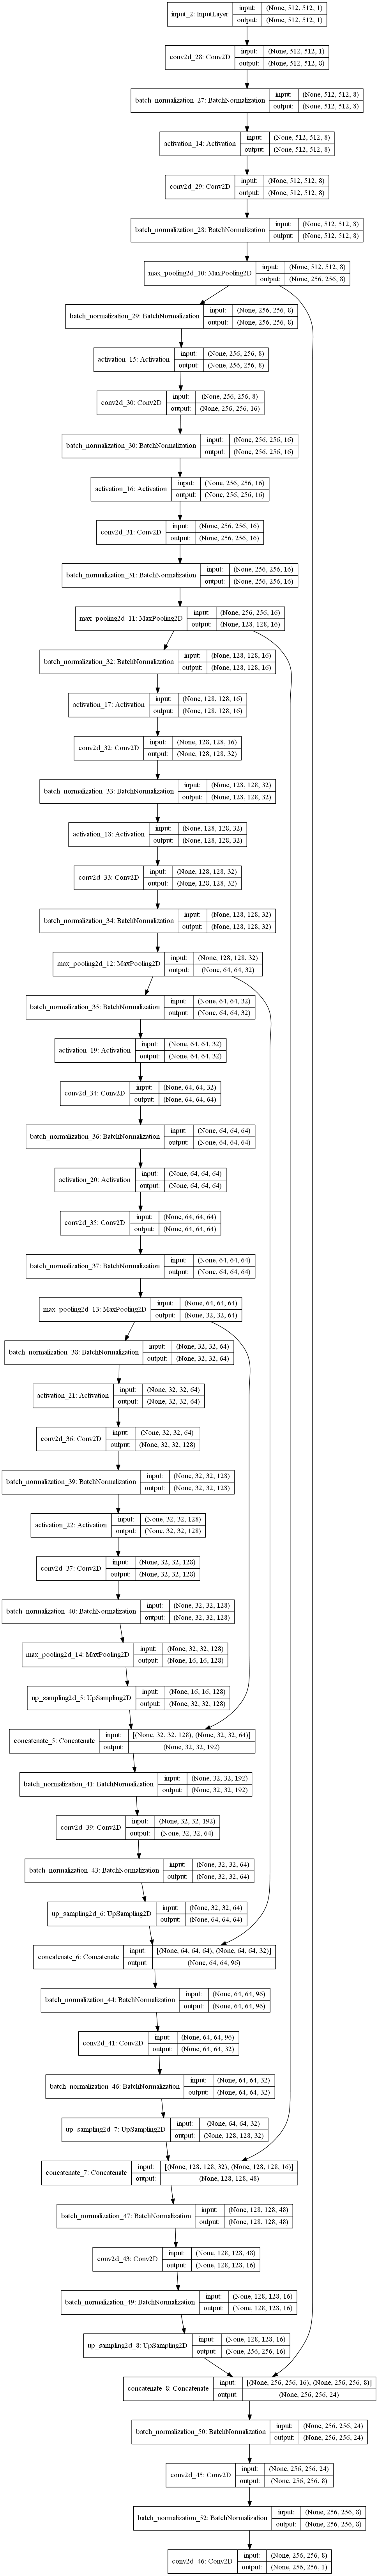 input_2: InputLayer input: (None, 512, 512, 1)
output: (None, 512, 512, 1)
conv2d_28: Conv2D input: (None, 512, 512, 1)
output: (None, 512, 512, 8)
batch_normalization_27: BatchNormalization input: (None, 512, 512, 8)
output: (None, 512, 512, 8)
activation_14: Activation input: (None, 512, 512, 8)
output: (None, 512, 512, 8)
conv2d_29: Conv2D input: (None, 512, 512, 8)
output: (None, 512, 512, 8)
batch_normalization_28: BatchNormalization input: (None, 512, 512, 8)
output: (None, 512, 512, 8)
max_pooling2d_10: MaxPooling2D input: (None, 512, 512, 8)
output: (None, 256, 256, 8)
batch_normalization_29: BatchNormalization input: (None, 256, 256, 8)
output: (None, 256, 256, 8)
activation_15: Activation input: (None, 256, 256, 8)
output: (None, 256, 256, 8)
conv2d_30: Conv2D input: (None, 256, 256, 8)
output: (None, 256, 256, 16)
batch_normalization_30: BatchNormalization input: (None, 256, 256, 16)
output: (None, 256, 256, 16)
activation_16: Activation input: (None, 256, 256, 16)
output: (None, 256, 256, 16)
conv2d_31: Conv2D input: (None, 256, 256, 16)
output: (None, 256, 256, 16)
batch_normalization_31: BatchNormalization input: (None, 256, 256, 16)
output: (None, 256, 256, 16)
max_pooling2d_11: MaxPooling2D input: (None, 256, 256, 16)
output: (None, 128, 128, 16)
batch_normalization_32: BatchNormalization input: (None, 128, 128, 16)
output: (None, 128, 128, 16)
activation_17: Activation input: (None, 128, 128, 16)
output: (None, 128, 128, 16)
conv2d_32: Conv2D input: (None, 128, 128, 16)
output: (None, 128, 128, 32)
batch_normalization_33: BatchNormalization input: (None, 128, 128, 32)
output: (None, 128, 128, 32)
activation_18: Activation input: (None, 128, 128, 32)
output: (None, 128, 128, 32)
conv2d_33: Conv2D input: (None, 128, 128, 32)
output: (None, 128, 128, 32)
batch_normalization_34: BatchNormalization input: (None, 128, 128, 32)
output: (None, 128, 128, 32)
max_pooling2d_12: MaxPooling2D input: (None, 128, 128, 32)
output: (None, 64, 64, 32)
batch_normalization_35: BatchNormalization input: (None, 64, 64, 32)
output: (None, 64, 64, 32)
activation_19: Activation input: (None, 64, 64, 32)
output: (None, 64, 64, 32)
conv2d_34: Conv2D input: (None, 64, 64, 32)
output: (None, 64, 64, 64)
batch_normalization_36: BatchNormalization input: (None, 64, 64, 64)
output: (None, 64, 64, 64)
activation_20: Activation input: (None, 64, 64, 64)
output: (None, 64, 64, 64)
conv2d_35: Conv2D input: (None, 64, 64, 64)
output: (None, 64, 64, 64)
batch_normalization_37: BatchNormalization input: (None, 64, 64, 64)
output: (None, 64, 64, 64)
max_pooling2d_13: MaxPooling2D input: (None, 64, 64, 64)
output: (None, 32, 32, 64)
batch_normalization_38: BatchNormalization input: (None, 32, 32, 64)
output: (None, 32, 32, 64)
activation_21: Activation input: (None, 32, 32, 64)
output: (None, 32, 32, 64)
conv2d_36: Conv2D input: (None, 32, 32, 64)
output: (None, 32, 32, 128)
batch_normalization_39: BatchNormalization input: (None, 32, 32, 128)
output: (None, 32, 32, 128)
activation_22: Activation input: (None, 32, 32, 128)
output: (None, 32, 32, 128)
conv2d_37: Conv2D input: (None, 32, 32, 128)
output: (None, 32, 32, 128)
batch_normalization_40: BatchNormalization input: (None, 32, 32, 128)
output: (None, 32, 32, 128)
max_pooling2d_14: MaxPooling2D input: (None, 32, 32, 128)
output: (None, 16, 16, 128)
up_sampling2d_5: UpSampling2D input: (None, 16, 16, 128)
output: (None, 32, 32, 128)
concatenate_5: Concatenate input: [(None, 32, 32, 128), (None, 32, 32, 64)]
output: (None, 32, 32, 192)
batch_normalization_41: BatchNormalization input: (None, 32, 32, 192)
output: (None, 32, 32, 192)
conv2d_39: Conv2D input: (None, 32, 32, 192)
output: (None, 32, 32, 64)
batch_normalization_43: BatchNormalization input: (None, 32, 32, 64)
output: (None, 32, 32, 64)
up_sampling2d_6: UpSampling2D input: (None, 32, 32, 64)
output: (None, 64, 64, 64)
concatenate_6: Concatenate input: [(None, 64, 64, 64), (None, 64, 64, 32)]
output: (None, 64, 64, 96)
batch_normalization_44: BatchNormalization input: (None, 64, 64, 96)
output: (None, 64, 64, 96)
conv2d_41: Conv2D input: (None, 64, 64, 96)
output: (None, 64, 64, 32)
batch_normalization_46: BatchNormalization input: (None, 64, 64, 32)
output: (None, 64, 64, 32)
up_sampling2d_7: UpSampling2D input: (None, 64, 64, 32)
output: (None, 128, 128, 32)
concatenate_7: Concatenate input: [(None, 128, 128, 32), (None, 128, 128, 16)]
output: (None, 128, 128, 48)
batch_normalization_47: BatchNormalization input: (None, 128, 128, 48)
output: (None, 128, 128, 48)
conv2d_43: Conv2D input: (None, 128, 128, 48)
output: (None, 128, 128, 16)
batch_normalization_49: BatchNormalization input: (None, 128, 128, 16)
output: (None, 128, 128, 16)
up_sampling2d_8: UpSampling2D input: (None, 128, 128, 16)
output: (None, 256, 256, 16)
concatenate_8: Concatenate input: [(None, 256, 256, 16), (None, 256, 256, 8)]
output: (None, 256, 256, 24)
batch_normalization_50: BatchNormalization input: (None, 256, 256, 24)
output: (None, 256, 256, 24)
conv2d_45: Conv2D input: (None, 256, 256, 24)
output: (None, 256, 256, 8)
batch_normalization_52: BatchNormalization input: (None, 256, 256, 8)
output: (None, 256, 256, 8)
conv2d_46: Conv2D input: (None, 256, 256, 8)
output: (None, 256, 256, 1)